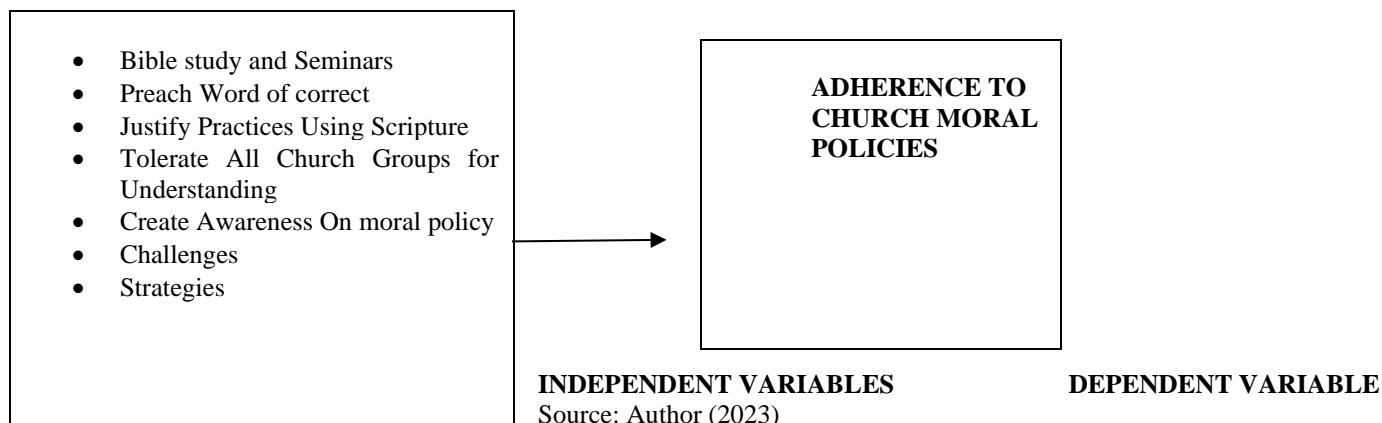 • Bible study and Seminars
• Preach Word of correct
• Justify Practices Using Scripture
• Tolerate All Church Groups for
Understanding
• Create Awareness On moral policy
• Challenges
• Strategies
ADHERENCE TO
CHURCH MORAL
POLICIES
INDEPENDENT VARIABLES DEPENDENT VARIABLE
Source: Author (2023)